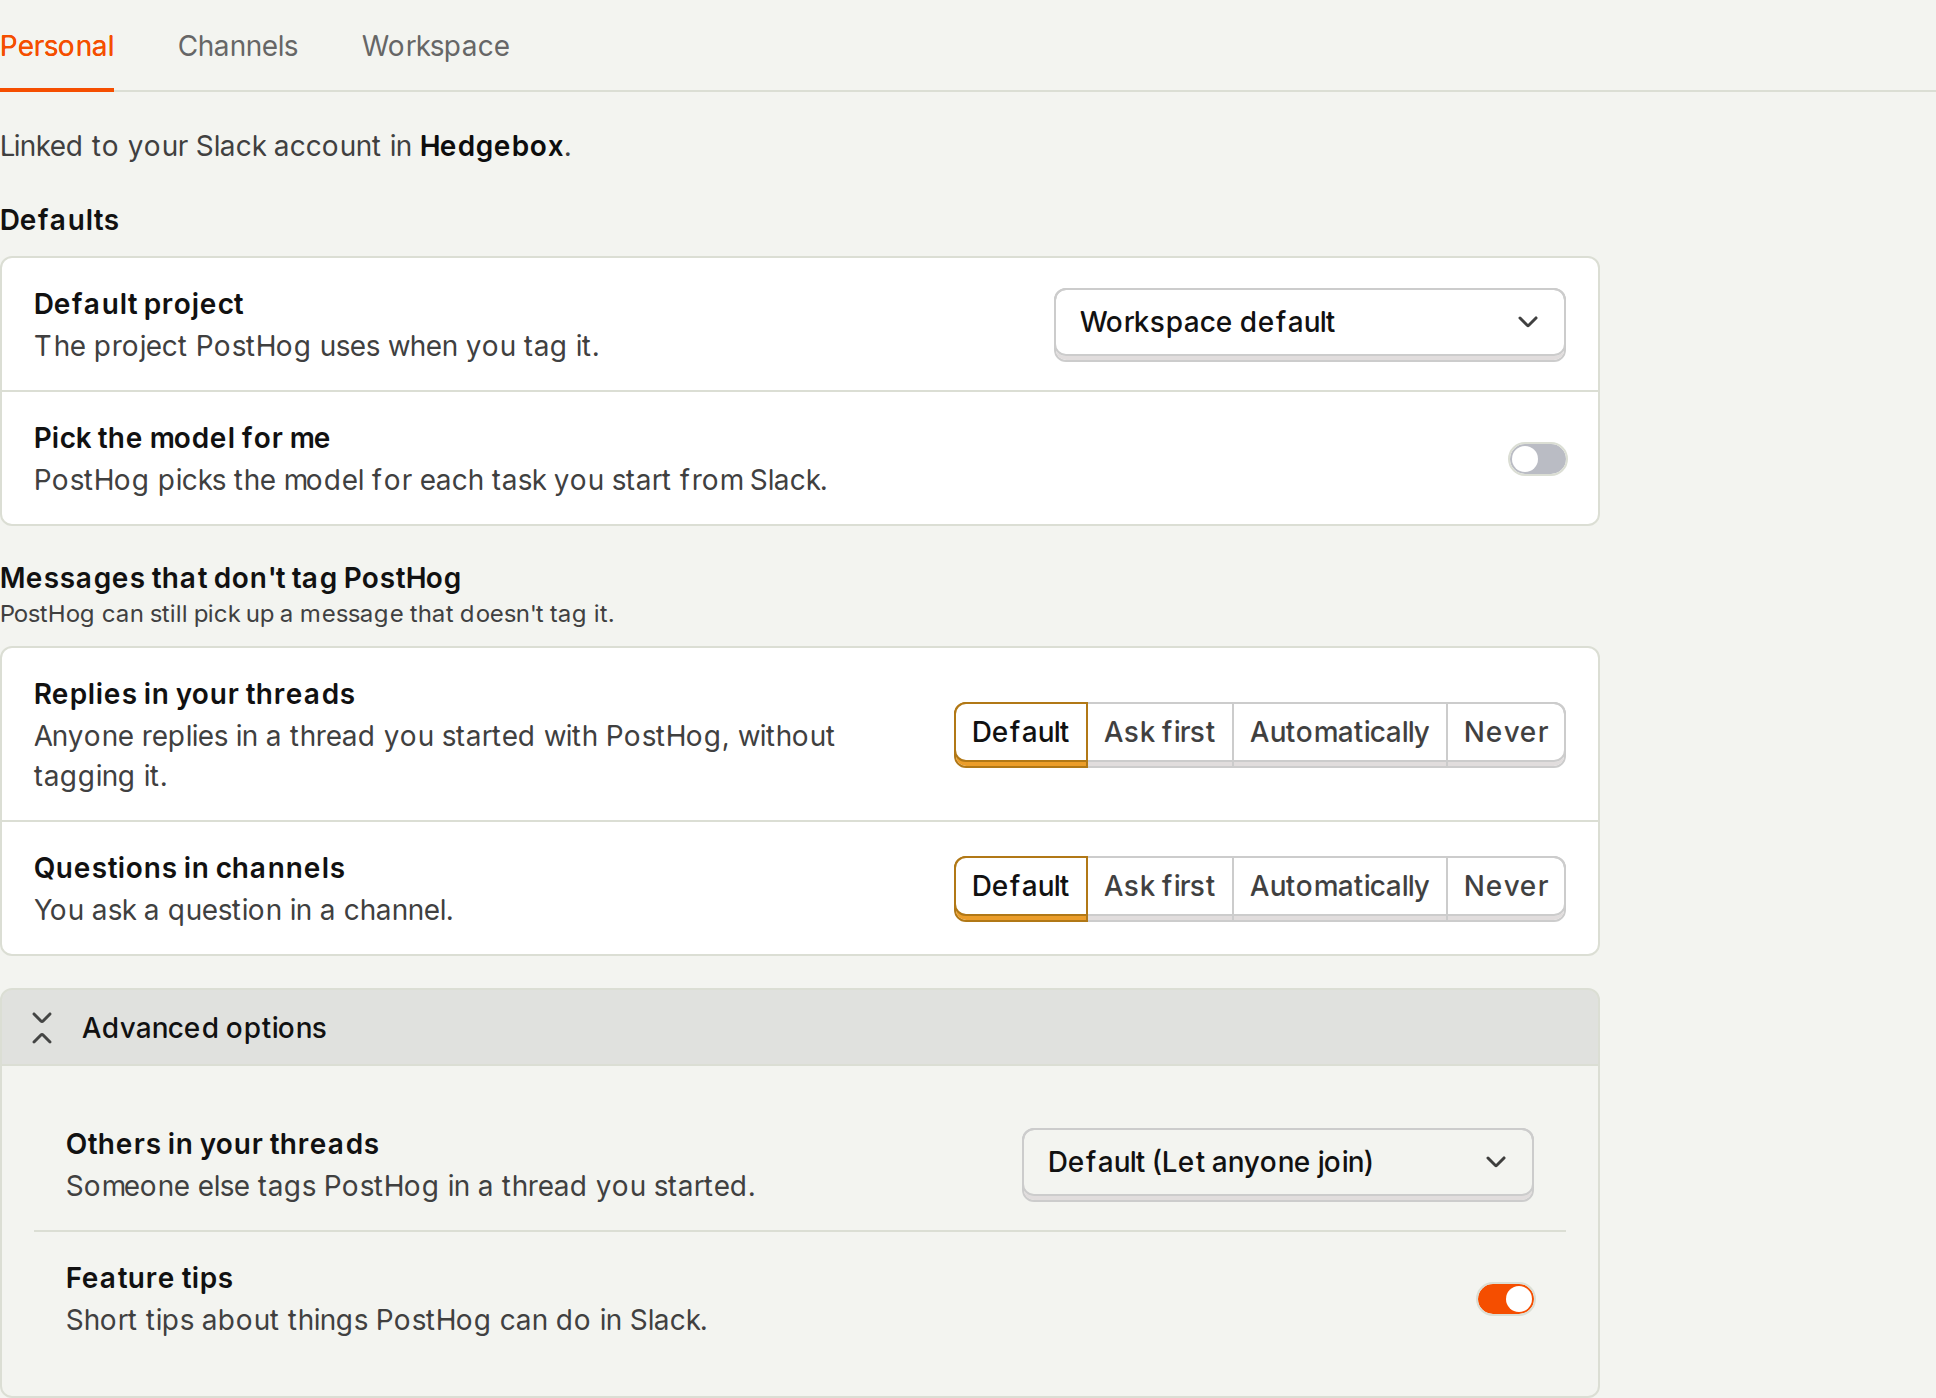 Personal Channels Workspace
Linked to your Slack account in Hedgebox.
Defaults
Default project
The project PostHog uses when you tag it.
Workspace default
Pick the model for me
PostHog picks the model for each task you start from Slack.
Messages that don't tag PostHog
PostHog can still pick up a message that doesn't tag it.
Replies in your threads
Anyone replies in a thread you started with PostHog, without
tagging it.
Default Ask first Automatically Never
Questions in channels
You ask a question in a channel.
Default Ask first Automatically Never
Advanced options
Others in your threads
Someone else tags PostHog in a thread you started.
Default (Let anyone join)
Feature tips
Short tips about things PostHog can do in Slack.